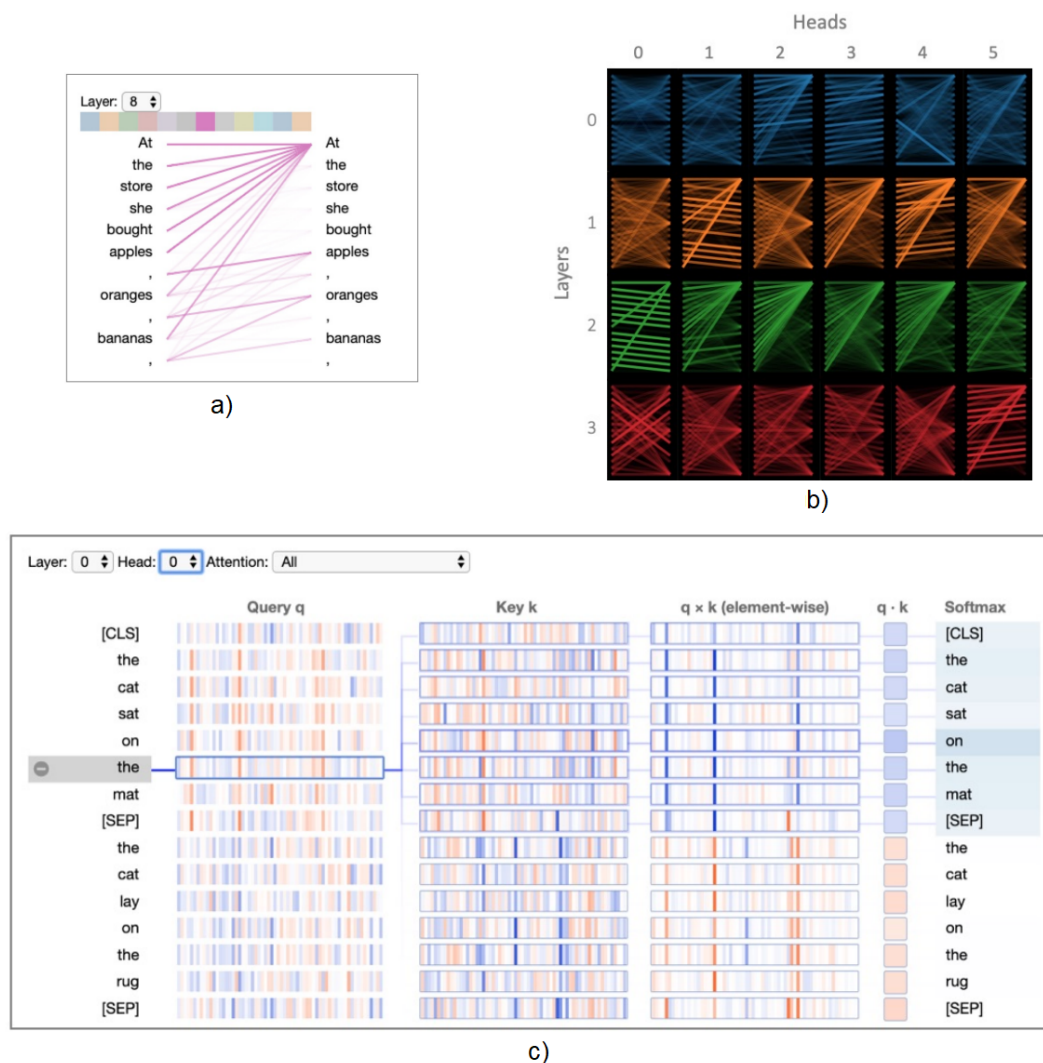 Layer: 8
At At
the the
store store
she she
bought bought
apples apples
, ,
oranges oranges
, ,
bananas bananas
, ,
a)
Heads
0 1 2 3 4 5
Layers
0
1
2
3
b)
Layer: 0 Head: 0 Attention: All
Query q Key k q × k (element-wise) q · k Softmax
[CLS] [CLS]
the the
cat cat
sat sat
on on
the the
mat mat
[SEP] [SEP]
the the
cat cat
lay lay
on on
the the
rug rug
[SEP] [SEP]
c)